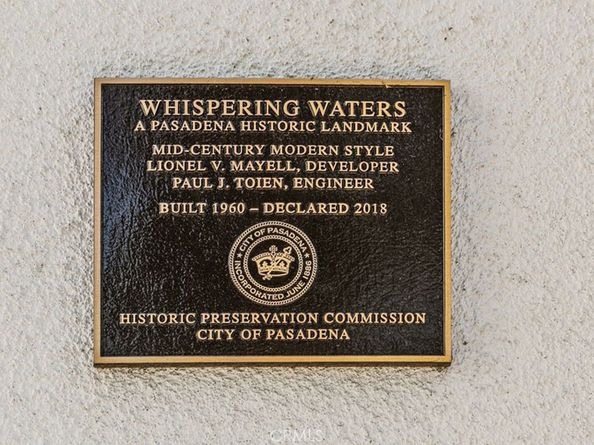 WHISPERING WATERS
A PASADENA HISTORIC LANDMARK
MID-CENTURY MODERN STYLE
LIONEL V. MAYELL, DEVELOPER
PAUL J. TOIEN, ENGINEER
BUILT 1960 – DECLARED 2018
CITY OF PASADENA
INCORPORATED JUNE 1886
HISTORIC PRESERVATION COMMISSION
CITY OF PASADENA
CRMLS